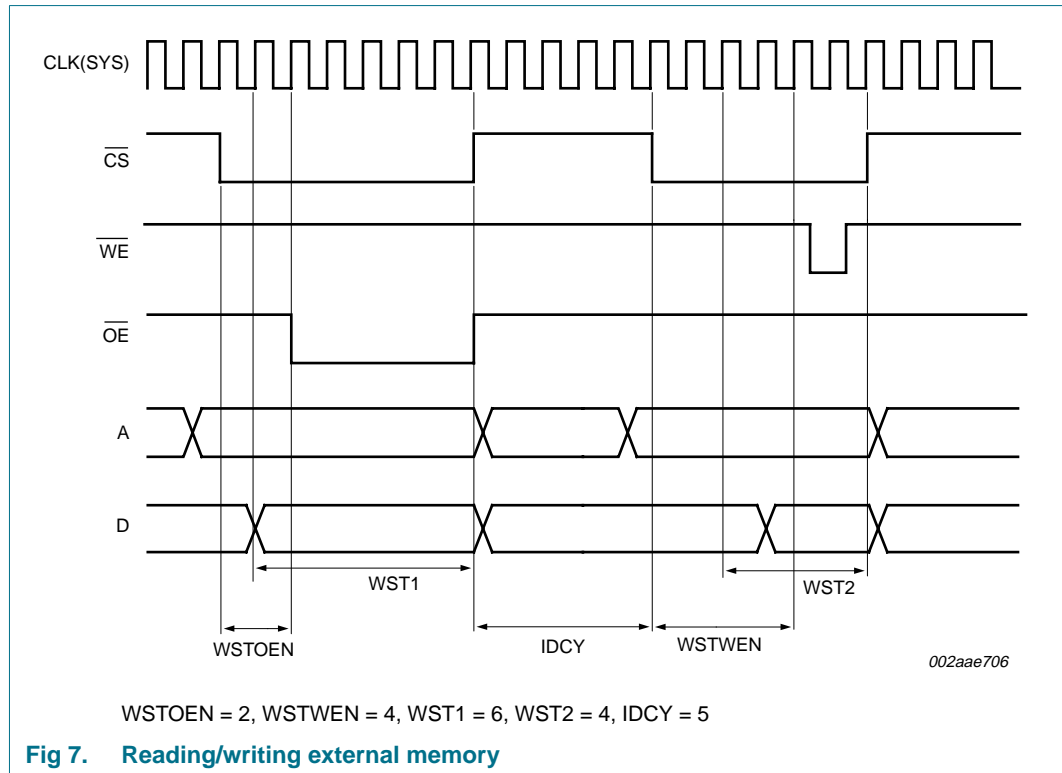 CLK(SYS)
CS
WE
OE
A
D
WST1
WST2
WSTOEN
IDCY
WSTWEN
002aae706
WSTOEN = 2, WSTWEN = 4, WST1 = 6, WST2 = 4, IDCY = 5
Fig 7. Reading/writing external memory